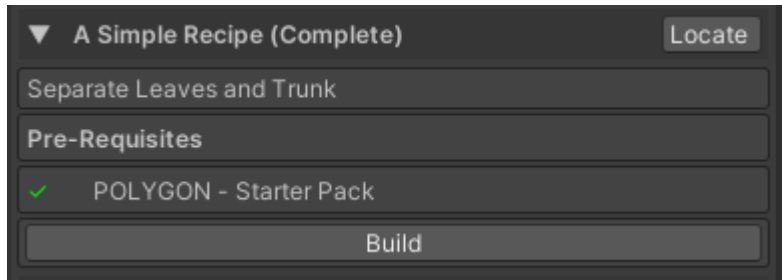 A Simple Recipe (Complete) Locate
Separate Leaves and Trunk
Pre-Requisites
POLYGON - Starter Pack
Build